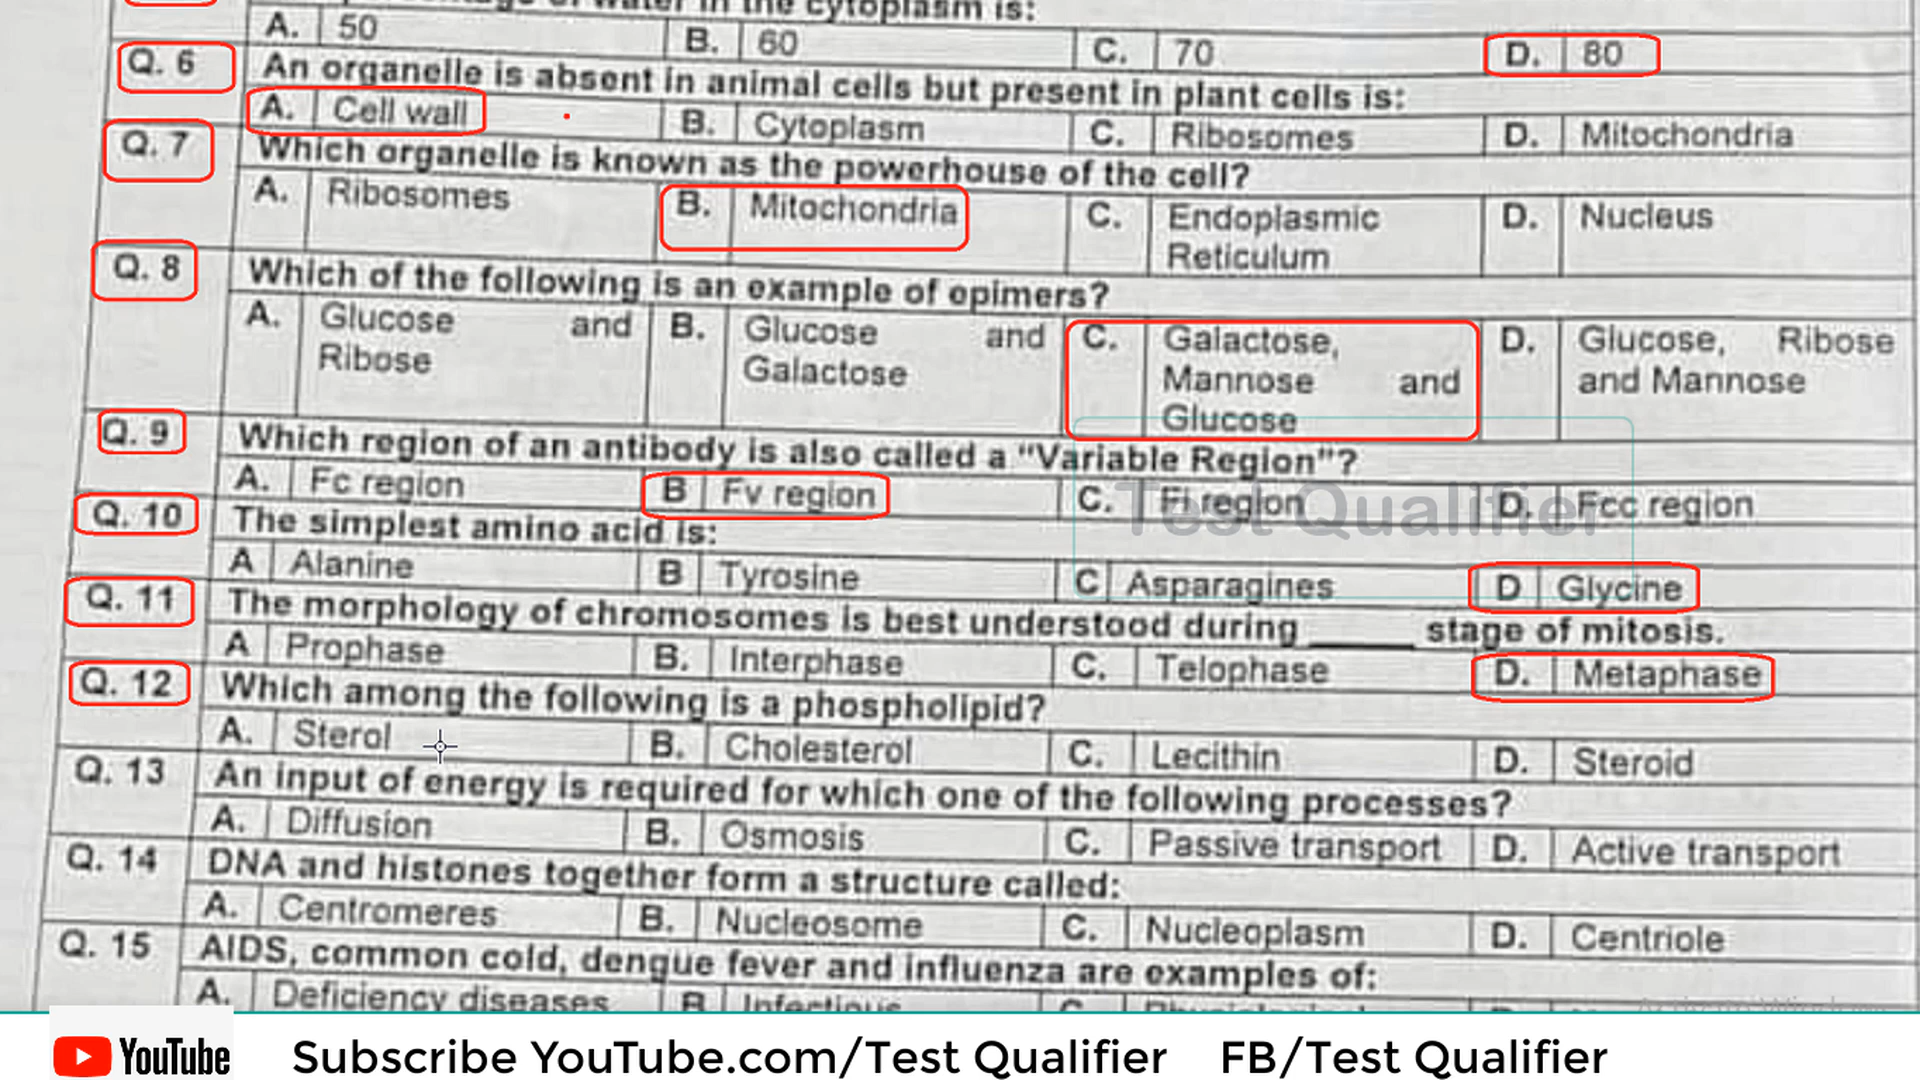 of water in the cytoplasm is:
A. 50 B. 60 C. 70 D. 80
Q. 6 An organelle is absent in animal cells but present in plant cells is:
A. Cell wall B. Cytoplasm C. Ribosomes D. Mitochondria
Q. 7 Which organelle is known as the powerhouse of the cell?
A. Ribosomes B. Mitochondria C. Endoplasmic Reticulum D. Nucleus
Q. 8 Which of the following is an example of epimers?
A. Glucose and Ribose B. Glucose and Galactose C. Galactose, Mannose and Glucose D. Glucose, Ribose and Mannose
Q. 9 Which region of an antibody is also called a "Variable Region"?
A. Fc region B Fv region C. Fi region D. Fcc region
Test Qualifier
Q. 10 The simplest amino acid is:
A Alanine B Tyrosine C Asparagines D Glycine
Q. 11 The morphology of chromosomes is best understood during ______ stage of mitosis.
A Prophase B. Interphase C. Telophase D. Metaphase
Q. 12 Which among the following is a phospholipid?
A. Sterol B. Cholesterol C. Lecithin D. Steroid
Q. 13 An input of energy is required for which one of the following processes?
A. Diffusion B. Osmosis C. Passive transport D. Active transport
Q. 14 DNA and histones together form a structure called:
A. Centromeres B. Nucleosome C. Nucleoplasm D. Centriole
Q. 15 AIDS, common cold, dengue fever and influenza are examples of:
A. Deficiency diseases B Infectious C Physiological
YouTube Subscribe YouTube.com/Test Qualifier FB/Test Qualifier